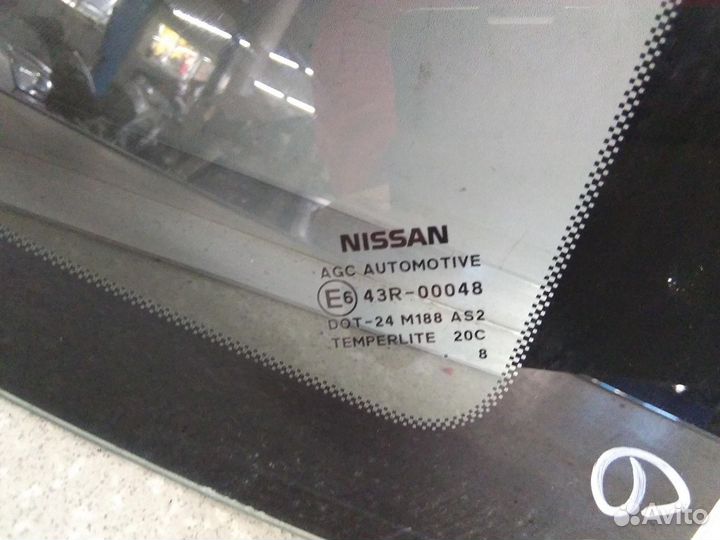 NISSAN
AGC AUTOMOTIVE
E6 43R-00048
DOT-24 M188 AS2
TEMPERLITE 20C
8
Avito